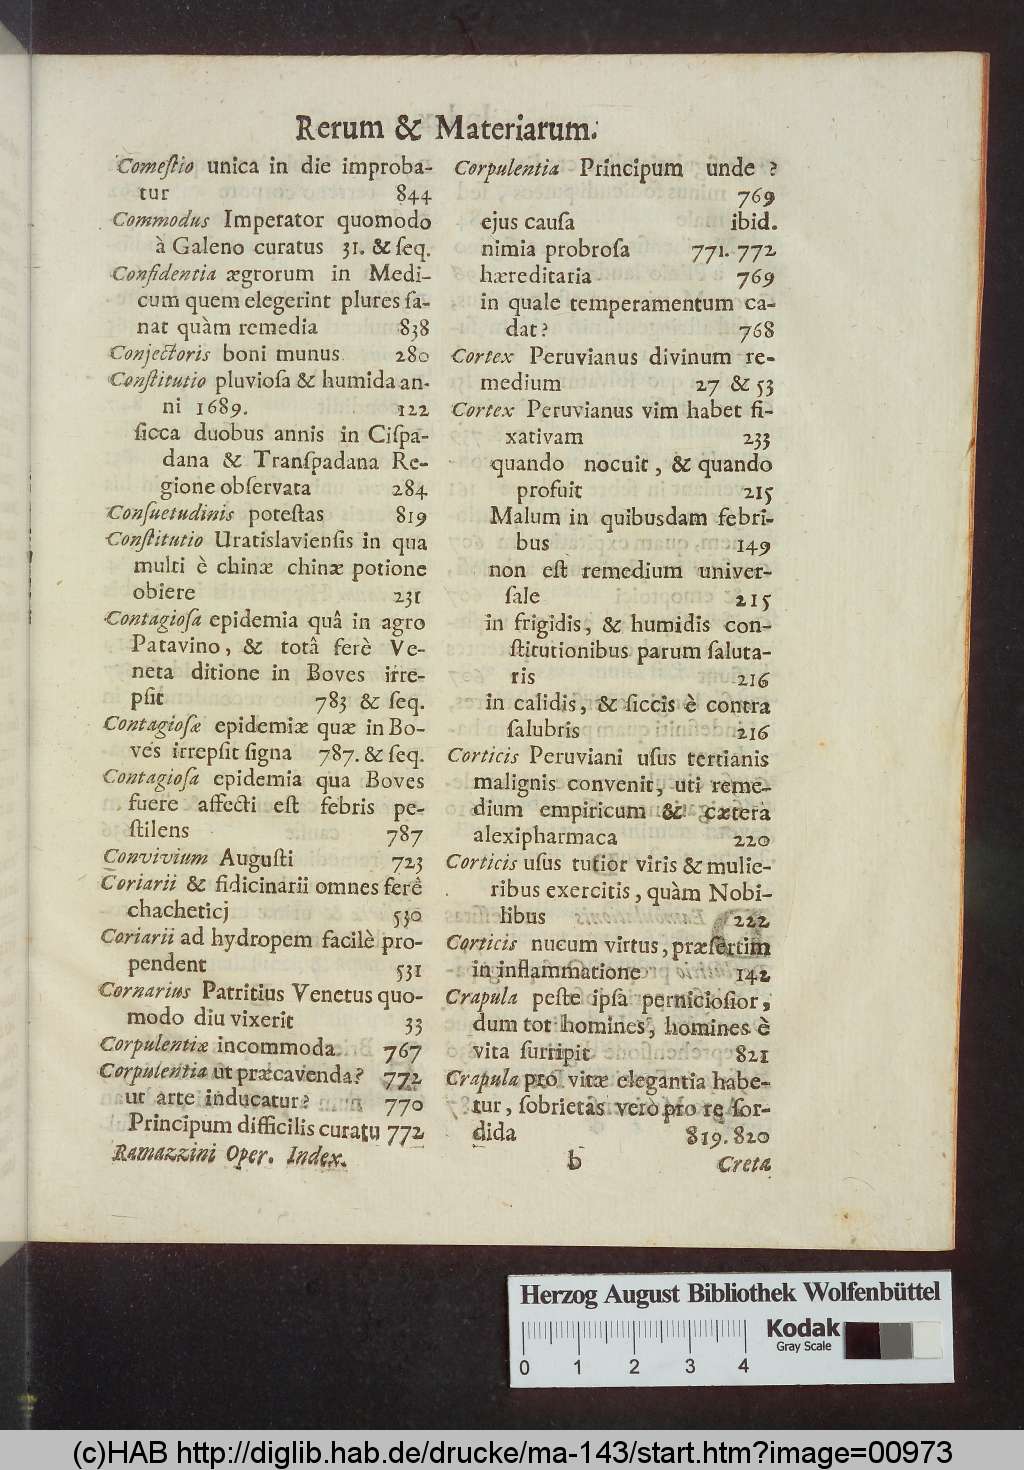 Rerum & Materiarum.
Comeſtio unica in die improba-
tur 844
Commodus Imperator quomodo
à Galeno curatus 31. & ſeq.
Confidentia ægrorum in Medi-
cum quem elegerint plures ſa-
nat quàm remedia 838
Conjectoris boni munus 280
Conſtitutio pluvioſa & humida an-
ni 1689. 122
ſicca duobus annis in Ciſpa-
dana & Tranſpadana Re-
gione obſervata 284
Conſuetudinis poteſtas 819
Conſtitutio Uratislavienſis in qua
multi è chinæ chinæ potione
obiere 231
Contagioſa epidemia quâ in agro
Patavino, & totâ ferè Ve-
neta ditione in Boves irre-
pſit 783 & ſeq.
Contagioſæ epidemiæ quæ in Bo-
ves irrepſit ſigna 787. & ſeq.
Contagioſa epidemia qua Boves
fuere affecti eſt febris pe-
ſtilens 787
Convivium Auguſti 723
Coriarii & fidicinarii omnes ferè
chacheticj 530
Coriarii ad hydropem facilè pro-
pendent 531
Cornarius Patritius Venetus quo-
modo diu vixerit 33
Corpulentiæ incommoda 767
Corpulentia ut præcavenda? 772
ut arte inducatur? 770
Principum difficilis curatu 772
Ramazzini Oper. Index.
Corpulentia Principum unde?
769
ejus cauſa ibid.
nimia probroſa 771. 772
hæreditaria 769
in quale temperamentum ca-
dat? 768
Cortex Peruvianus divinum re-
medium 27 & 53
Cortex Peruvianus vim habet fi-
xativam 233
quando nocuit, & quando
profuit 215
Malum in quibusdam febri-
bus 149
non eſt remedium univer-
ſale 215
in frigidis, & humidis con-
ſtitutionibus parum ſaluta-
ris 216
in calidis, & ſiccis è contra
ſalubris 216
Corticis Peruviani uſus tertianis
malignis convenit, uti reme-
dium empiricum & cætera
alexipharmaca 220
Corticis uſus tutior viris & mulie-
ribus exercitis, quàm Nobi-
libus 222
Corticis nucum virtus, præſertim
in inflammatione 142
Crapula peſte ipſa pernicioſior,
dum tot homines, homines è
vita ſurripit 821
Crapula pro vitæ elegantia habe-
tur, ſobrietas vero pro re ſor-
dida 819. 820
b Creta
Herzog August Bibliothek Wolfenbüttel
Kodak
Gray Scale
0 1 2 3 4
(c)HAB http://diglib.hab.de/drucke/ma-143/start.htm?image=00973